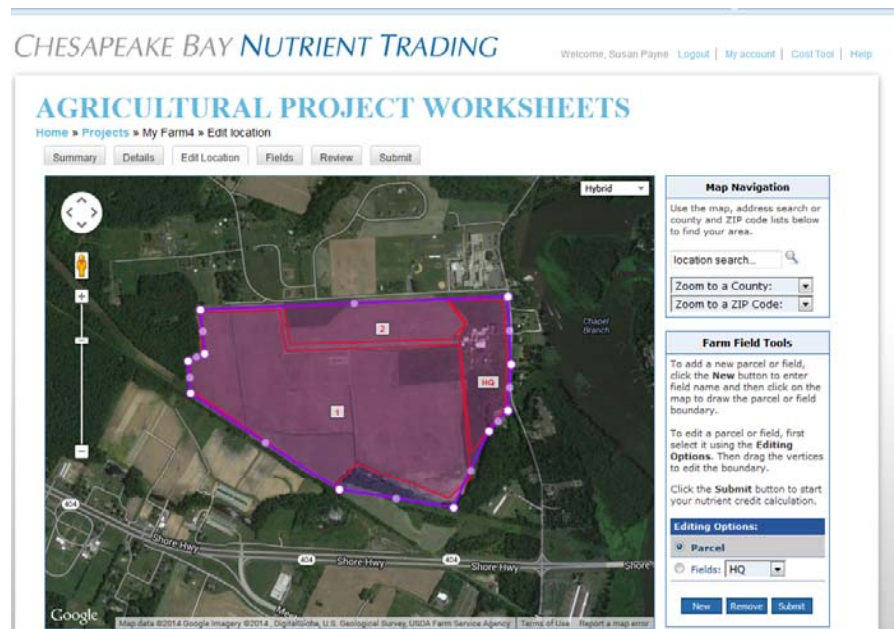 CHESAPEAKE BAY NUTRIENT TRADING
Welcome, Susan Payne Logout | My account | Cost Tool | Help
AGRICULTURAL PROJECT WORKSHEETS
Home » Projects » My Farm4 » Edit location
Summary Details Edit Location Fields Review Submit
Hybrid
2
Chapel
Branch
HQ
1
404
Shore Hwy
404
Shore Hwy
404
Shore Hwy
Shore
Google
Map data ©2014 Google Imagery ©2014 , DigitalGlobe, U.S. Geological Survey, USDA Farm Service Agency Terms of Use Report a map error
Map Navigation
Use the map, address search or
county and ZIP code lists below
to find your area.
location search...
Zoom to a County:
Zoom to a ZIP Code:
Farm Field Tools
To add a new parcel or field,
click the New button to enter
field name and then click on the
map to draw the parcel or field
boundary.
To edit a parcel or field, first
select it using the Editing
Options. Then drag the vertices
to edit the boundary.
Click the Submit button to start
your nutrient credit calculation.
Editing Options:
Parcel
Fields: HQ
New Remove Submit